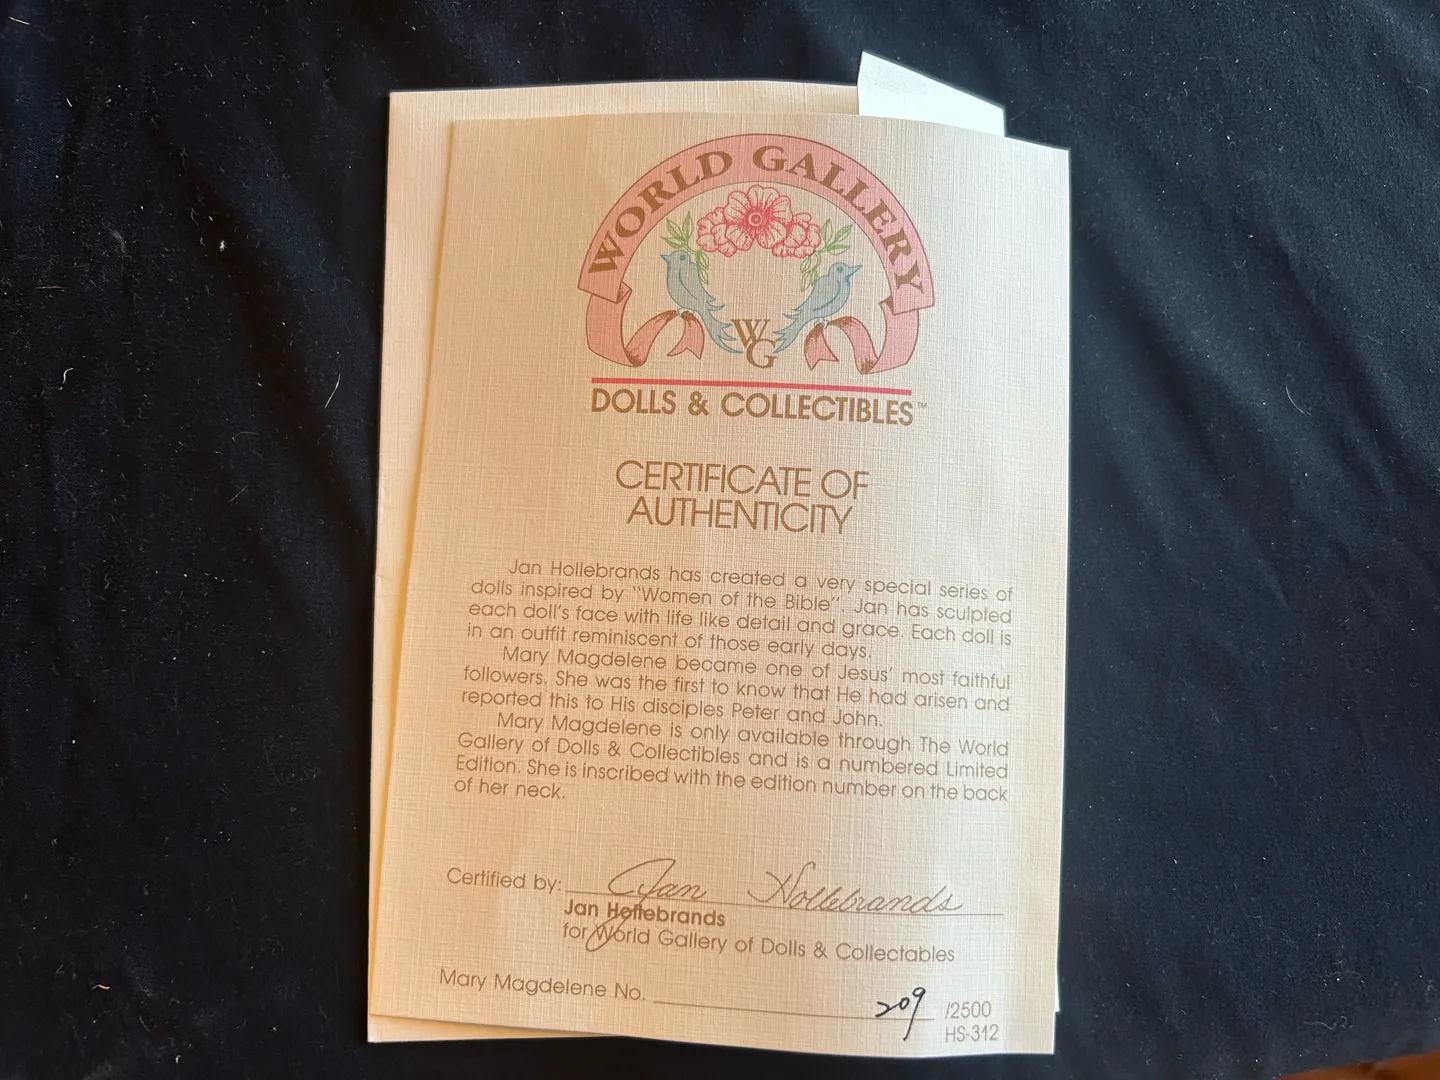 WORLD GALLERY
WG
DOLLS & COLLECTIBLES™
CERTIFICATE OF
AUTHENTICITY
Jan Hollebrands has created a very special series of
dolls inspired by "Women of the Bible". Jan has sculpted
each doll's face with life like detail and grace. Each doll is
in an outfit reminiscent of those early days.
Mary Magdelene became one of Jesus' most faithful
followers. She was the first to know that He had arisen and
reported this to His disciples Peter and John.
Mary Magdelene is only available through The World
Gallery of Dolls & Collectibles and is a numbered Limited
Edition. She is inscribed with the edition number on the back
of her neck.
Certified by: Jan Hollebrands
Jan Hollebrands
for World Gallery of Dolls & Collectables
Mary Magdelene No. 209 /2500
HS-312